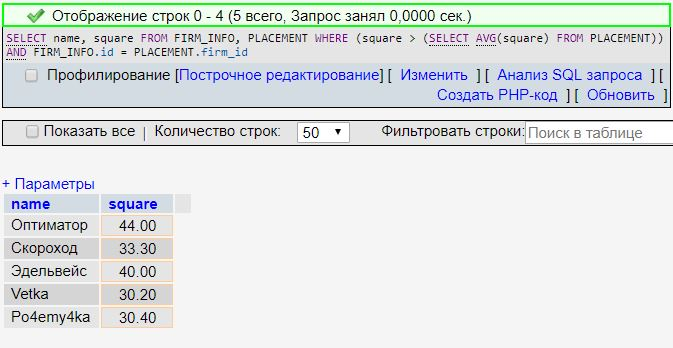 Отображение строк 0 - 4 (5 всего, Запрос занял 0,0000 сек.)
SELECT name, square FROM FIRM_INFO, PLACEMENT WHERE (square > (SELECT AVG(square) FROM PLACEMENT))
AND FIRM_INFO.id = PLACEMENT.firm_id
Профилирование [Построчное редактирование] [ Изменить ] [ Анализ SQL запроса ] [
Создать PHP-код ] [ Обновить ]
Показать все | Количество строк: 50 Фильтровать строки: Поиск в таблице
+ Параметры
name square
Оптиматор 44.00
Скороход 33.30
Эдельвейс 40.00
Vetka 30.20
Po4emy4ka 30.40